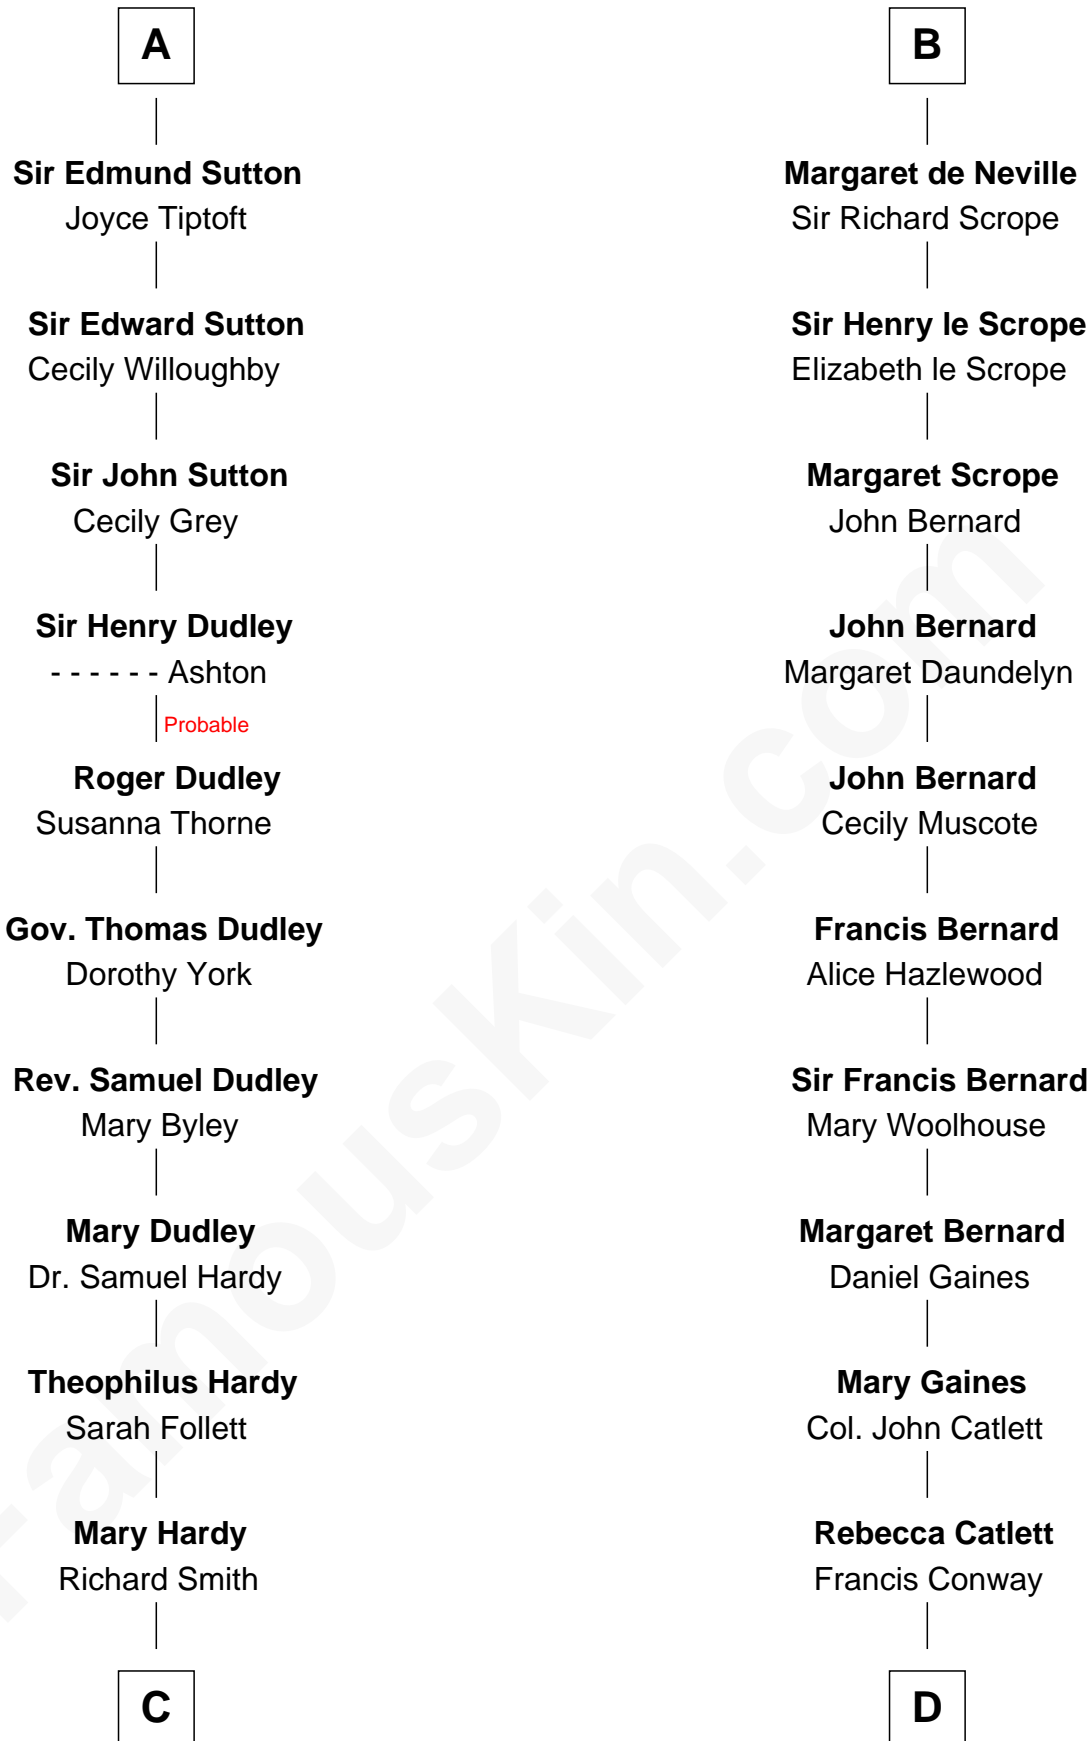 A
Sir Edmund Sutton
Joyce Tiptoft
Sir Edward Sutton
Cecily Willoughby
Sir John Sutton
Cecily Grey
Sir Henry Dudley
- - - - - - Ashton
Probable
Roger Dudley
Susanna Thorne
Gov. Thomas Dudley
Dorothy York
Rev. Samuel Dudley
Mary Byley
Mary Dudley
Dr. Samuel Hardy
Theophilus Hardy
Sarah Follett
Mary Hardy
Richard Smith
C
B
Margaret de Neville
Sir Richard Scrope
Sir Henry le Scrope
Elizabeth le Scrope
Margaret Scrope
John Bernard
John Bernard
Margaret Daundelyn
John Bernard
Cecily Muscote
Francis Bernard
Alice Hazlewood
Sir Francis Bernard
Mary Woolhouse
Margaret Bernard
Daniel Gaines
Mary Gaines
Col. John Catlett
Rebecca Catlett
Francis Conway
D
FamousKin.com